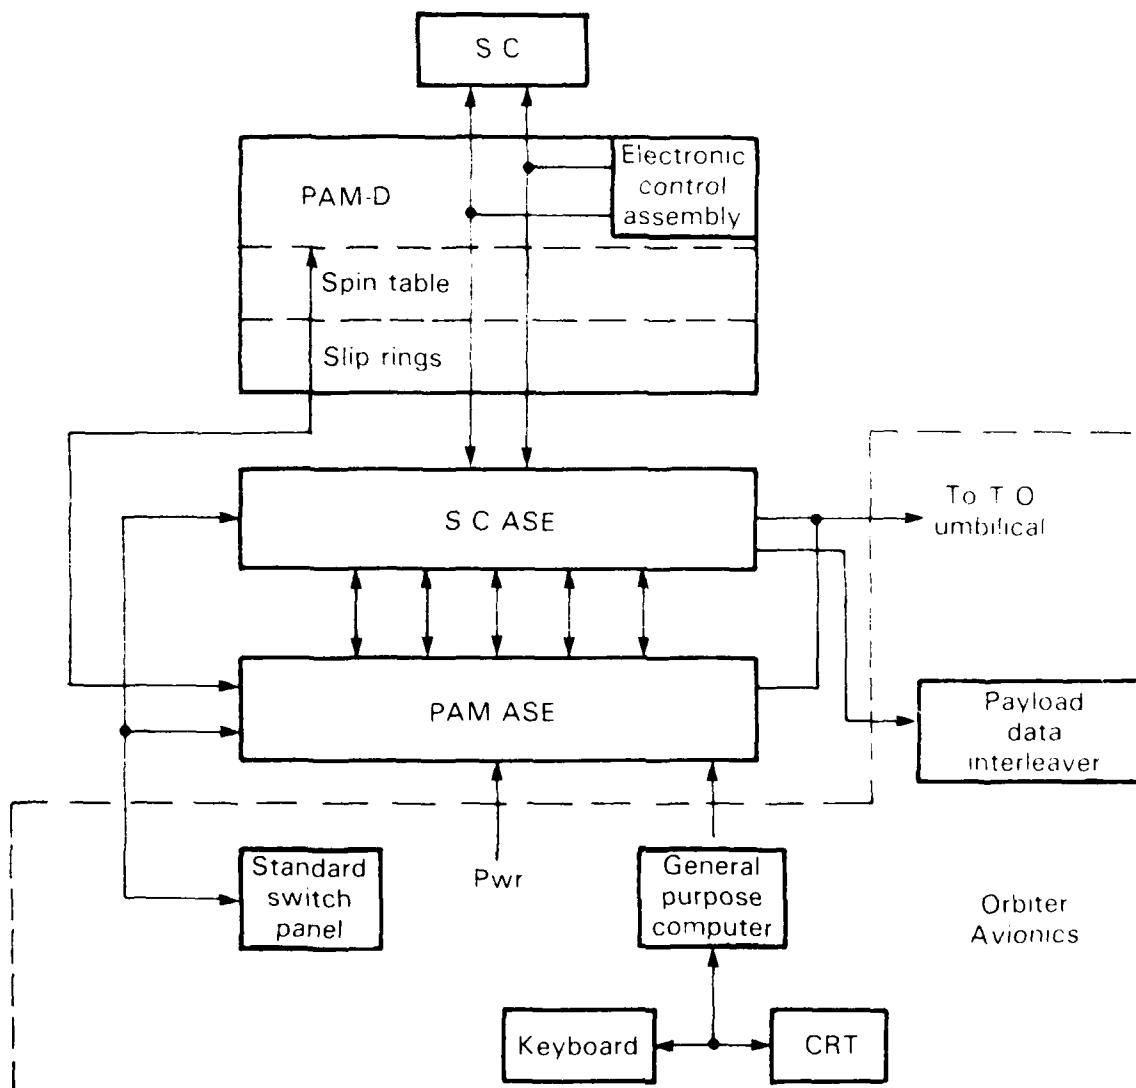 S C
PAM-D
Electronic
control
assembly
Spin table
Slip rings
S C ASE
To T O
umbilical
PAM ASE
Payload
data
interleaver
Standard
switch
panel
Pwr
General
purpose
computer
Orbiter
Avionics
Keyboard
CRT